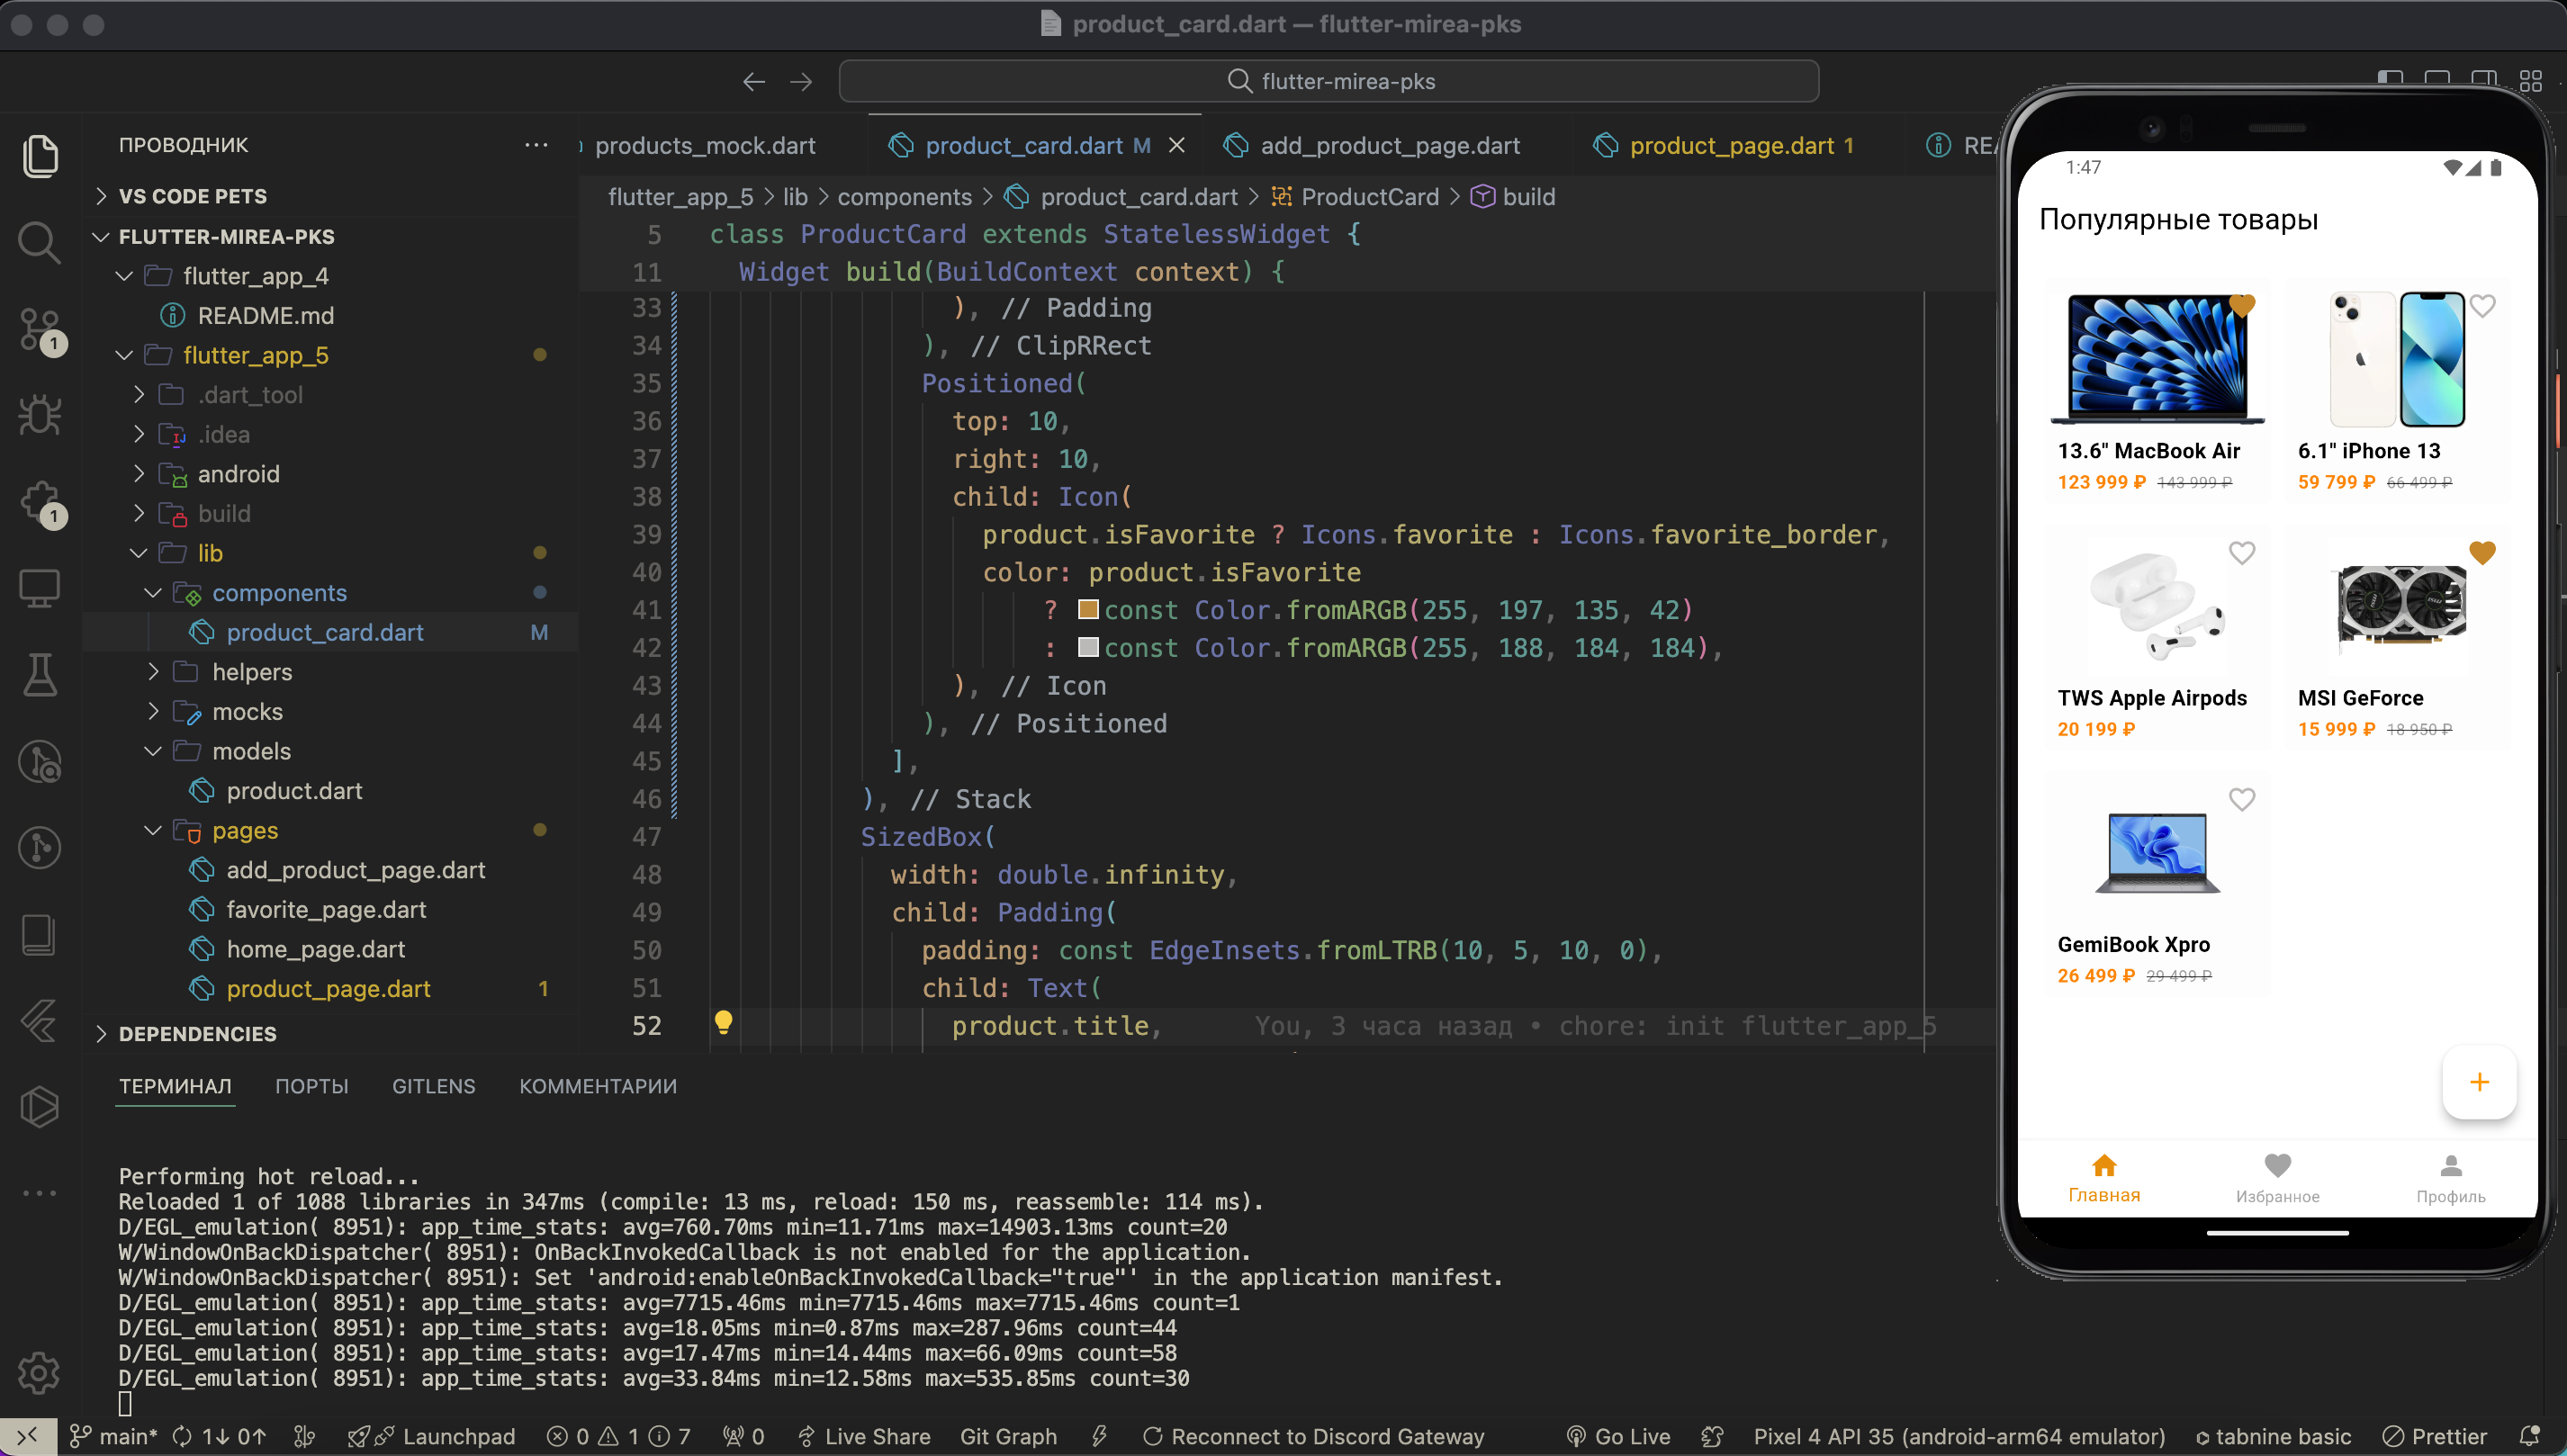 product_card.dart — flutter-mirea-pks
flutter-mirea-pks
ПРОВОДНИК
VS CODE PETS
FLUTTER-MIREA-PKS
flutter_app_4
README.md
flutter_app_5
.dart_tool
.idea
android
build
lib
components
product_card.dart M
helpers
mocks
models
product.dart
pages
add_product_page.dart
favorite_page.dart
home_page.dart
product_page.dart 1
DEPENDENCIES
1
1
products_mock.dart product_card.dart M add_product_page.dart product_page.dart 1 REA
flutter_app_5 > lib > components > product_card.dart > ProductCard > build
5 class ProductCard extends StatelessWidget {
11 Widget build(BuildContext context) {
33 ), // Padding
34 ), // ClipRRect
35 Positioned(
36 top: 10,
37 right: 10,
38 child: Icon(
39 product.isFavorite ? Icons.favorite : Icons.favorite_border,
40 color: product.isFavorite
41 ? const Color.fromARGB(255, 197, 135, 42)
42 : const Color.fromARGB(255, 188, 184, 184),
43 ), // Icon
44 ), // Positioned
45 ],
46 ), // Stack
47 SizedBox(
48 width: double.infinity,
49 child: Padding(
50 padding: const EdgeInsets.fromLTRB(10, 5, 10, 0),
51 child: Text(
52 product.title, You, 3 часа назад • chore: init flutter_app_5
ТЕРМИНАЛ ПОРТЫ GITLENS КОММЕНТАРИИ
Performing hot reload...
Reloaded 1 of 1088 libraries in 347ms (compile: 13 ms, reload: 150 ms, reassemble: 114 ms).
D/EGL_emulation( 8951): app_time_stats: avg=760.70ms min=11.71ms max=14903.13ms count=20
W/WindowOnBackDispatcher( 8951): OnBackInvokedCallback is not enabled for the application.
W/WindowOnBackDispatcher( 8951): Set 'android:enableOnBackInvokedCallback="true"' in the application manifest.
D/EGL_emulation( 8951): app_time_stats: avg=7715.46ms min=7715.46ms max=7715.46ms count=1
D/EGL_emulation( 8951): app_time_stats: avg=18.05ms min=0.87ms max=287.96ms count=44
D/EGL_emulation( 8951): app_time_stats: avg=17.47ms min=14.44ms max=66.09ms count=58
D/EGL_emulation( 8951): app_time_stats: avg=33.84ms min=12.58ms max=535.85ms count=30
1:47
Популярные товары
13.6" MacBook Air
123 999 ₽ 143 999 ₽
6.1" iPhone 13
59 799 ₽ 66 499 ₽
TWS Apple Airpods
20 199 ₽
MSI GeForce
15 999 ₽ 18 950 ₽
GemiBook Xpro
26 499 ₽ 29 499 ₽
+
Главная Избранное Профиль
main* 1↓ 0↑ Launchpad 0 1 7 0 Live Share Git Graph Reconnect to Discord Gateway Go Live Pixel 4 API 35 (android-arm64 emulator) tabnine basic Prettier